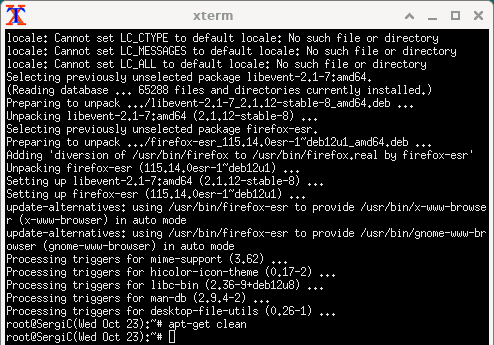 xterm
locale: Cannot set LC_CTYPE to default locale: No such file or directory
locale: Cannot set LC_MESSAGES to default locale: No such file or directory
locale: Cannot set LC_ALL to default locale: No such file or directory
Selecting previously unselected package libevent-2.1-7:amd64.
(Reading database ... 65288 files and directories currently installed.)
Preparing to unpack .../libevent-2.1-7_2.1.12-stable-8_amd64.deb ...
Unpacking libevent-2.1-7:amd64 (2.1.12-stable-8) ...
Selecting previously unselected package firefox-esr.
Preparing to unpack .../firefox-esr_115.14.0esr-1~deb12u1_amd64.deb ...
Adding 'diversion of /usr/bin/firefox to /usr/bin/firefox.real by firefox-esr'
Unpacking firefox-esr (115.14.0esr-1~deb12u1) ...
Setting up libevent-2.1-7:amd64 (2.1.12-stable-8) ...
Setting up firefox-esr (115.14.0esr-1~deb12u1) ...
update-alternatives: using /usr/bin/firefox-esr to provide /usr/bin/x-www-browse
r (x-www-browser) in auto mode
update-alternatives: using /usr/bin/firefox-esr to provide /usr/bin/gnome-www-br
owser (gnome-www-browser) in auto mode
Processing triggers for mime-support (3.62) ...
Processing triggers for hicolor-icon-theme (0.17-2) ...
Processing triggers for libc-bin (2.36-9+deb12u8) ...
Processing triggers for man-db (2.9.4-2) ...
Processing triggers for desktop-file-utils (0.26-1) ...
root@SergiC(Wed Oct 23):~# apt-get clean
root@SergiC(Wed Oct 23):~#